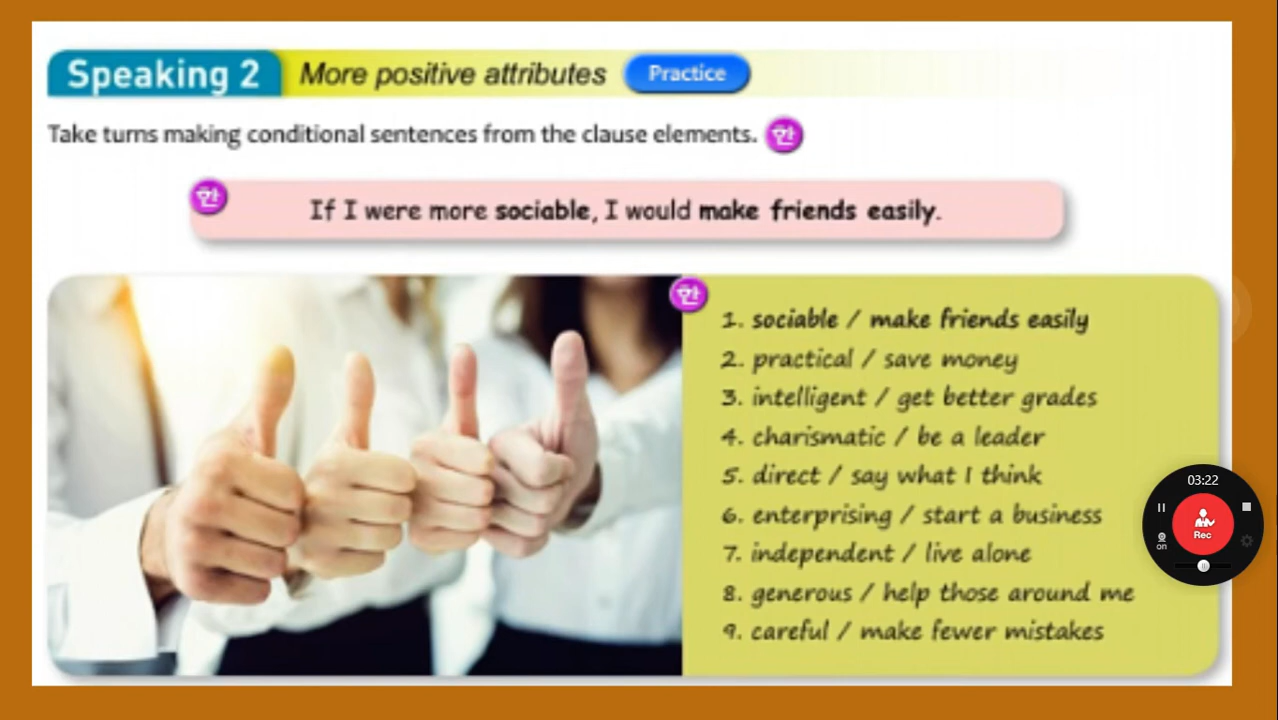 Speaking 2 More positive attributes Practice
Take turns making conditional sentences from the clause elements. 한
한 If I were more sociable, I would make friends easily.
한
1. sociable / make friends easily
2. practical / save money
3. intelligent / get better grades
4. charismatic / be a leader
5. direct / say what I think
6. enterprising / start a business
7. independent / live alone
8. generous / help those around me
9. careful / make fewer mistakes
03:22
Rec
on